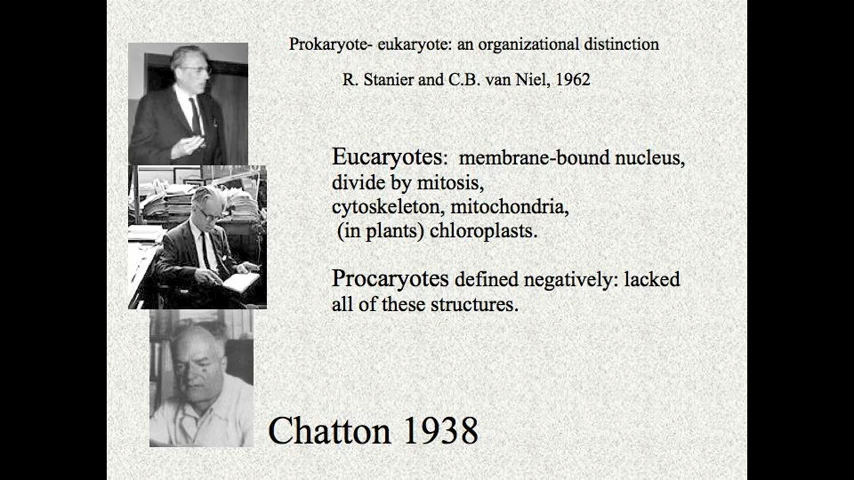 Prokaryote- eukaryote: an organizational distinction
R. Stanier and C.B. van Niel, 1962
Eucaryotes: membrane-bound nucleus,
divide by mitosis,
cytoskeleton, mitochondria,
(in plants) chloroplasts.
Procaryotes defined negatively: lacked
all of these structures.
Chatton 1938